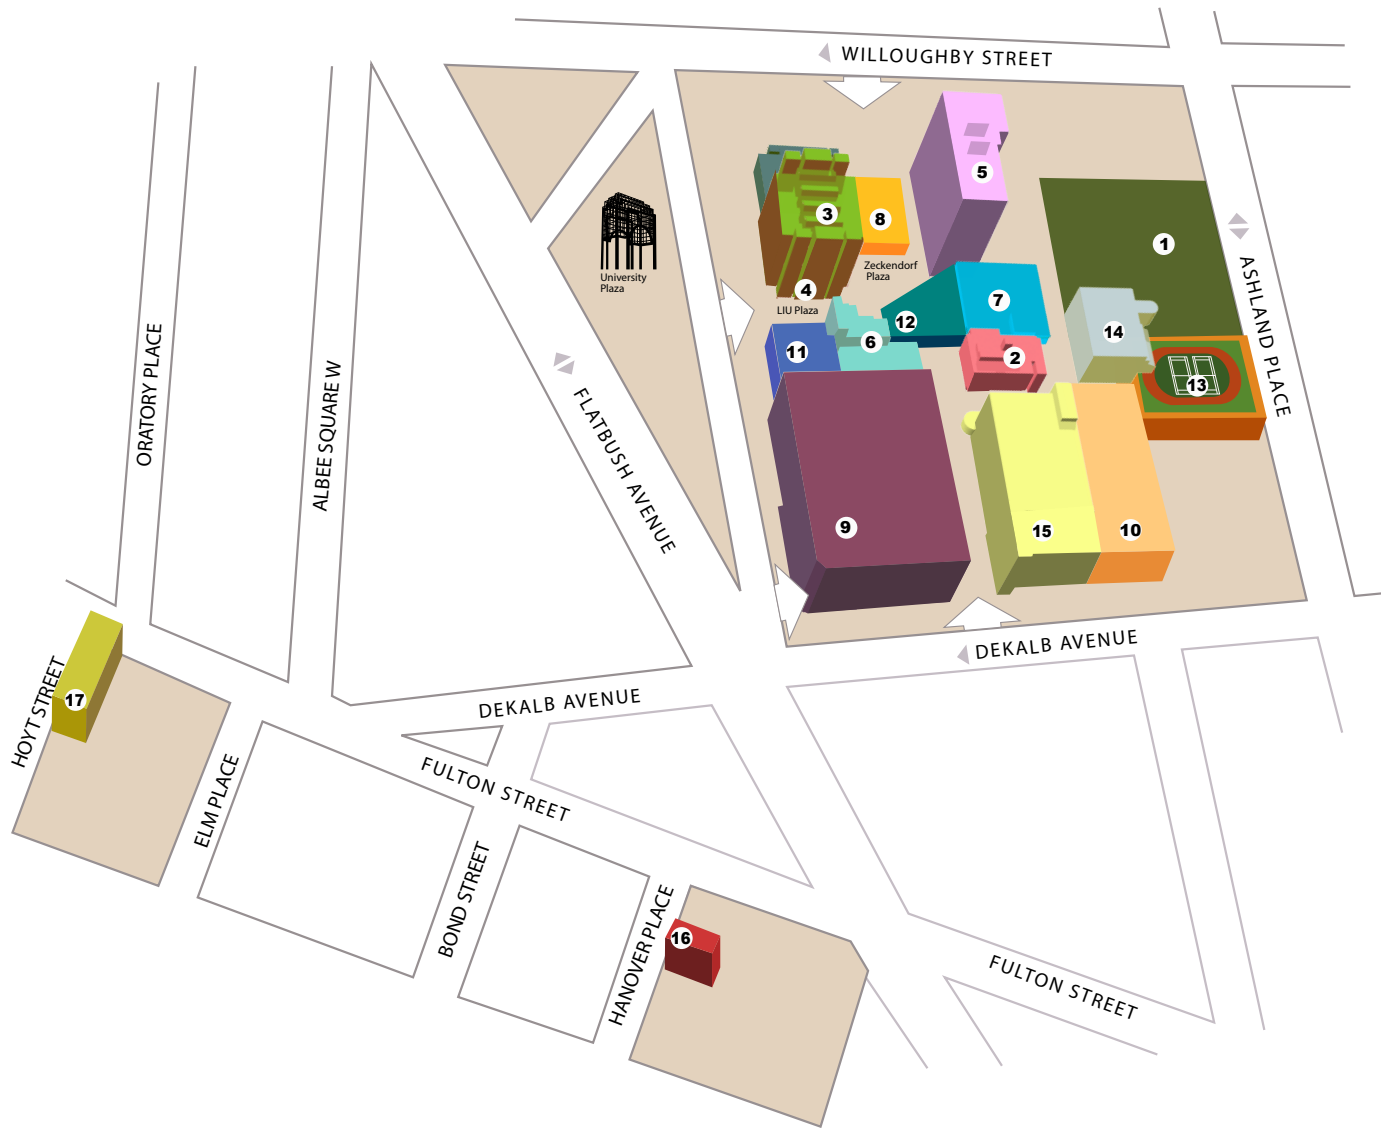 WILLOUGHBY STREET
5
3
8
1
University
Plaza
Zeckendorf
Plaza
4
LIU Plaza
7
12
14
6
11
2
13
ASHLAND PLACE
ORATORY PLACE
ALBEE SQUARE W
FLATBUSH AVENUE
9
15
10
DEKALB AVENUE
HOYT STREET
17
DEKALB AVENUE
ELM PLACE
FULTON STREET
BOND STREET
HANOVER PLACE
16
FULTON STREET